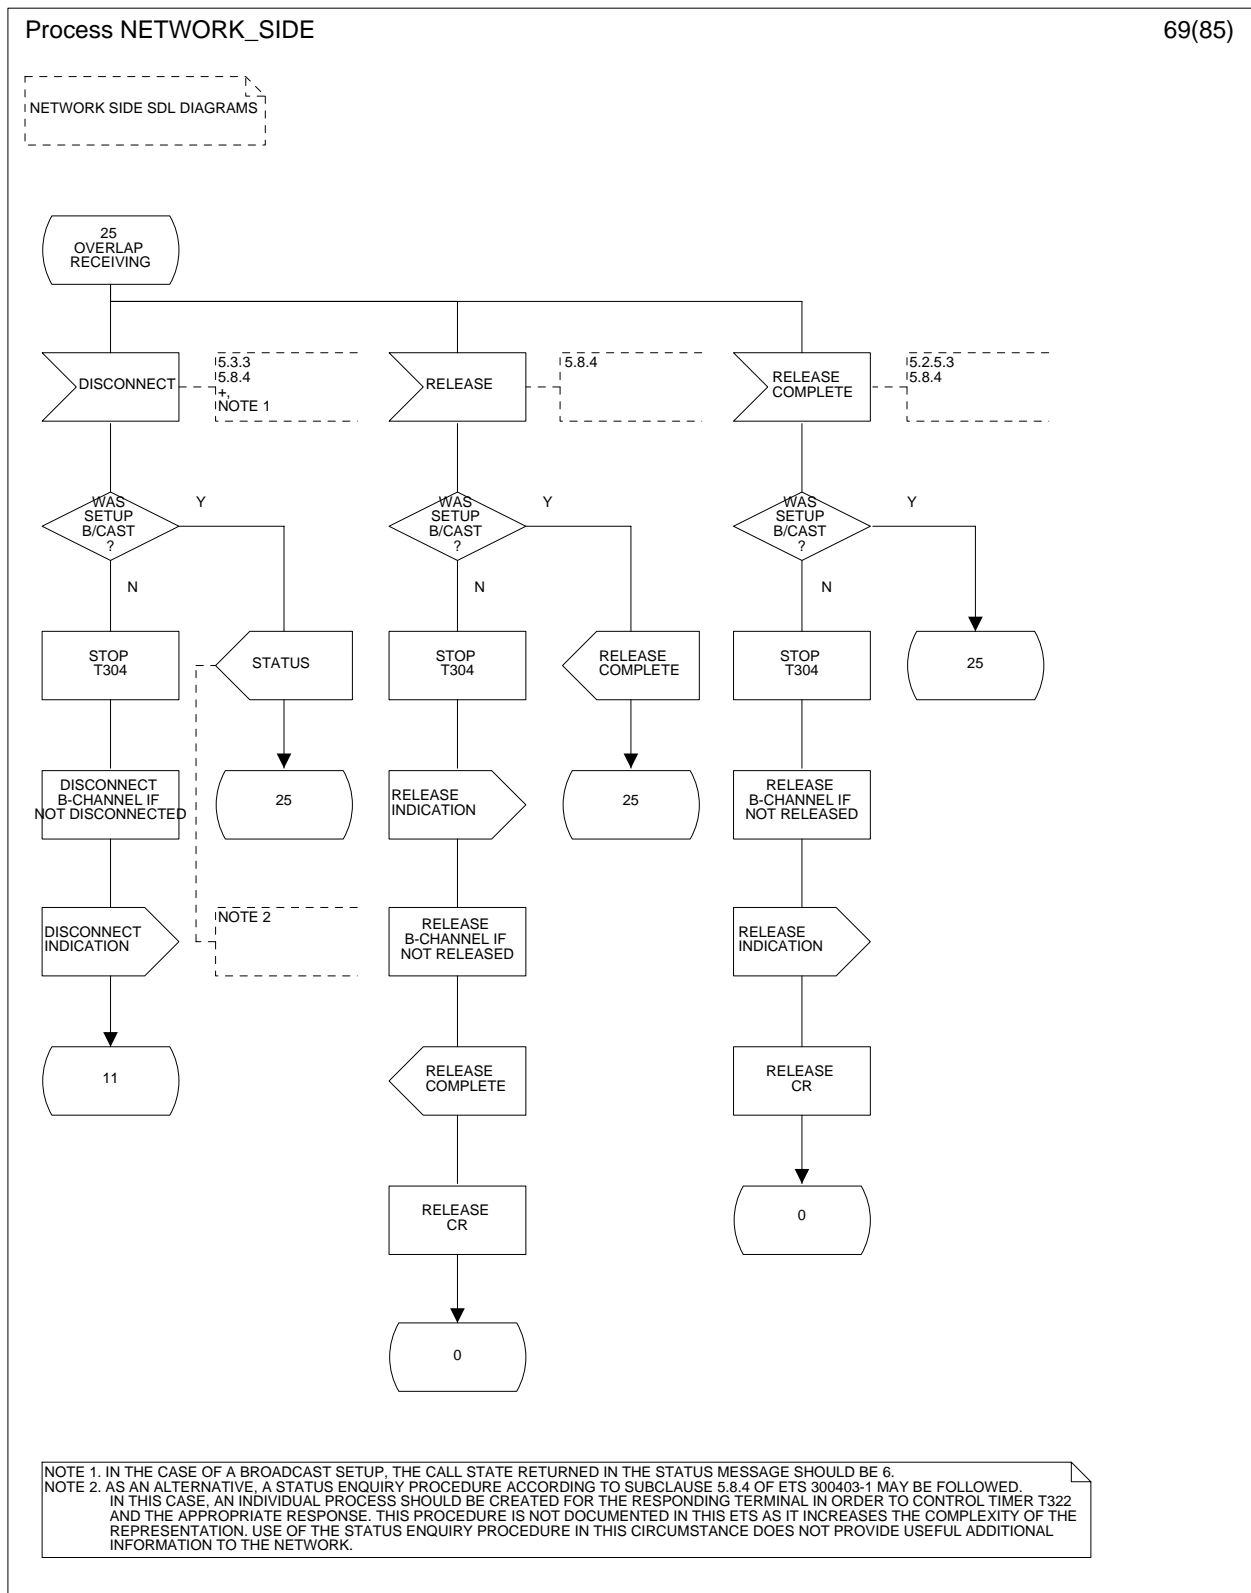 Process NETWORK_SIDE
69(85)
NETWORK SIDE SDL DIAGRAMS
25
OVERLAP
RECEIVING
DISCONNECT
5.3.3
5.8.4
+,
NOTE 1
RELEASE
5.8.4
RELEASE
COMPLETE
5.2.5.3
5.8.4
WAS
SETUP
B/CAST
?
Y
N
WAS
SETUP
B/CAST
?
Y
N
WAS
SETUP
B/CAST
?
Y
N
STOP
T304
STATUS
STOP
T304
RELEASE
COMPLETE
STOP
T304
25
DISCONNECT
B-CHANNEL IF
NOT DISCONNECTED
25
RELEASE
INDICATION
25
RELEASE
B-CHANNEL IF
NOT RELEASED
DISCONNECT
INDICATION
NOTE 2
RELEASE
B-CHANNEL IF
NOT RELEASED
RELEASE
INDICATION
11
RELEASE
COMPLETE
RELEASE
CR
RELEASE
CR
0
0
NOTE 1. IN THE CASE OF A BROADCAST SETUP, THE CALL STATE RETURNED IN THE STATUS MESSAGE SHOULD BE 6.
NOTE 2. AS AN ALTERNATIVE, A STATUS ENQUIRY PROCEDURE ACCORDING TO SUBCLAUSE 5.8.4 OF ETS 300403-1 MAY BE FOLLOWED.
IN THIS CASE, AN INDIVIDUAL PROCESS SHOULD BE CREATED FOR THE RESPONDING TERMINAL IN ORDER TO CONTROL TIMER T322
AND THE APPROPRIATE RESPONSE. THIS PROCEDURE IS NOT DOCUMENTED IN THIS ETS AS IT INCREASES THE COMPLEXITY OF THE
REPRESENTATION. USE OF THE STATUS ENQUIRY PROCEDURE IN THIS CIRCUMSTANCE DOES NOT PROVIDE USEFUL ADDITIONAL
INFORMATION TO THE NETWORK.